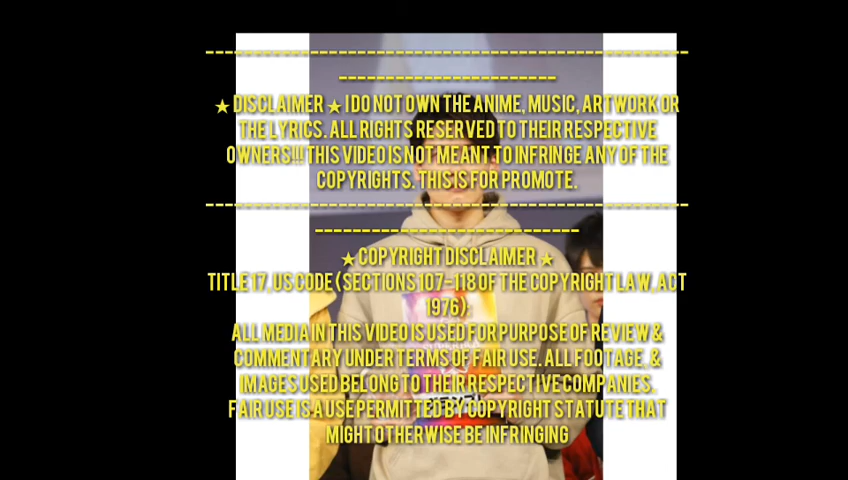 -----------------------------------------------------
------------------------
★ DISCLAIMER ★ I DO NOT OWN THE ANIME, MUSIC, ARTWORK OR
THE LYRICS. ALL RIGHTS RESERVED TO THEIR RESPECTIVE
OWNERS!!! THIS VIDEO IS NOT MEANT TO INFRINGE ANY OF THE
COPYRIGHTS. THIS IS FOR PROMOTE.
-----------------------------------------------------
-----------------------------
★ COPYRIGHT DISCLAIMER ★
TITLE 17, US CODE (SECTIONS 107-118 OF THE COPYRIGHT LAW, ACT
1976):
ALL MEDIA IN THIS VIDEO IS USED FOR PURPOSE OF REVIEW &
COMMENTARY UNDER TERMS OF FAIR USE. ALL FOOTAGE, &
IMAGES USED BELONG TO THEIR RESPECTIVE COMPANIES.
FAIR USE IS A USE PERMITTED BY COPYRIGHT STATUTE THAT
MIGHT OTHERWISE BE INFRINGING